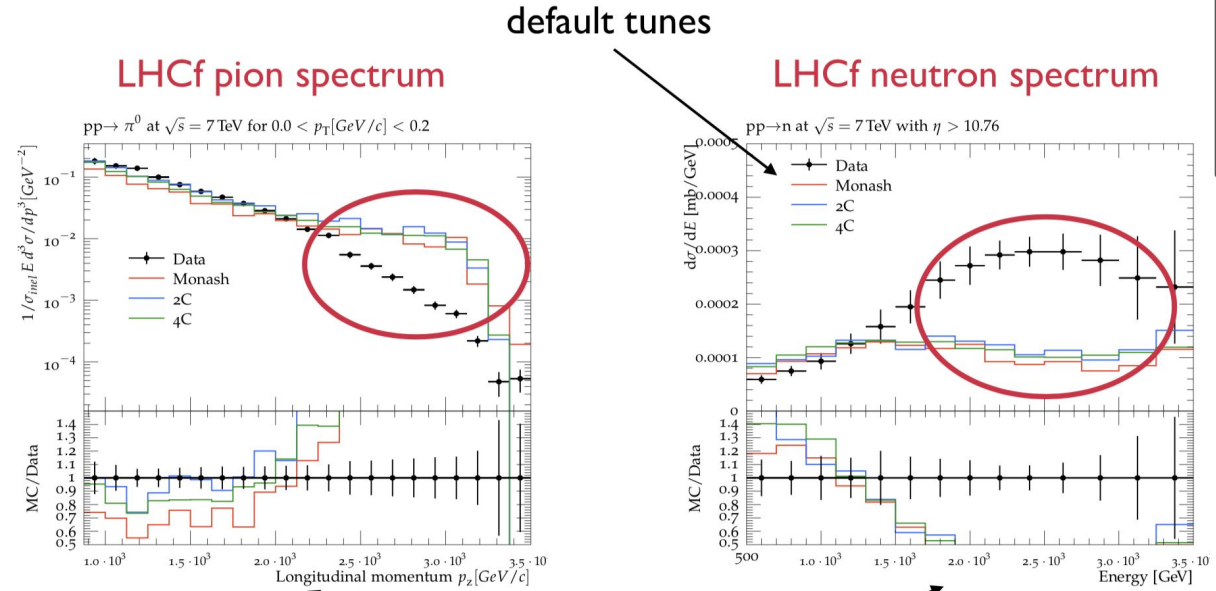 default tunes
LHCf pion spectrum
LHCf neutron spectrum
pp→ π⁰ at √s = 7 TeV for 0.0 < p_T[GeV/c] < 0.2
1/σ_inel E d³σ/dp³[GeV⁻²]
10⁻¹
10⁻²
10⁻³
10⁻⁴
Data
Monash
2C
4C
MC/Data
1.4
1.3
1.2
1.1
1
0.9
0.8
0.7
0.6
0.5
1.0 · 10³
1.5 · 10³
2.0 · 10³
2.5 · 10³
3.0 · 10³
3.5 · 10
Longitudinal momentum p_z[GeV/c]
pp→n at √s = 7 TeV with η > 10.76
dσ/dE [mb/GeV]
0.0005
0.0004
0.0003
0.0002
0.0001
0
Data
Monash
2C
4C
MC/Data
1.4
1.3
1.2
1.1
1
0.9
0.8
0.7
0.6
0.5
500
1.0 · 10³
1.5 · 10³
2.0 · 10³
2.5 · 10³
3.0 · 10³
3.5 · 10
Energy [GeV]